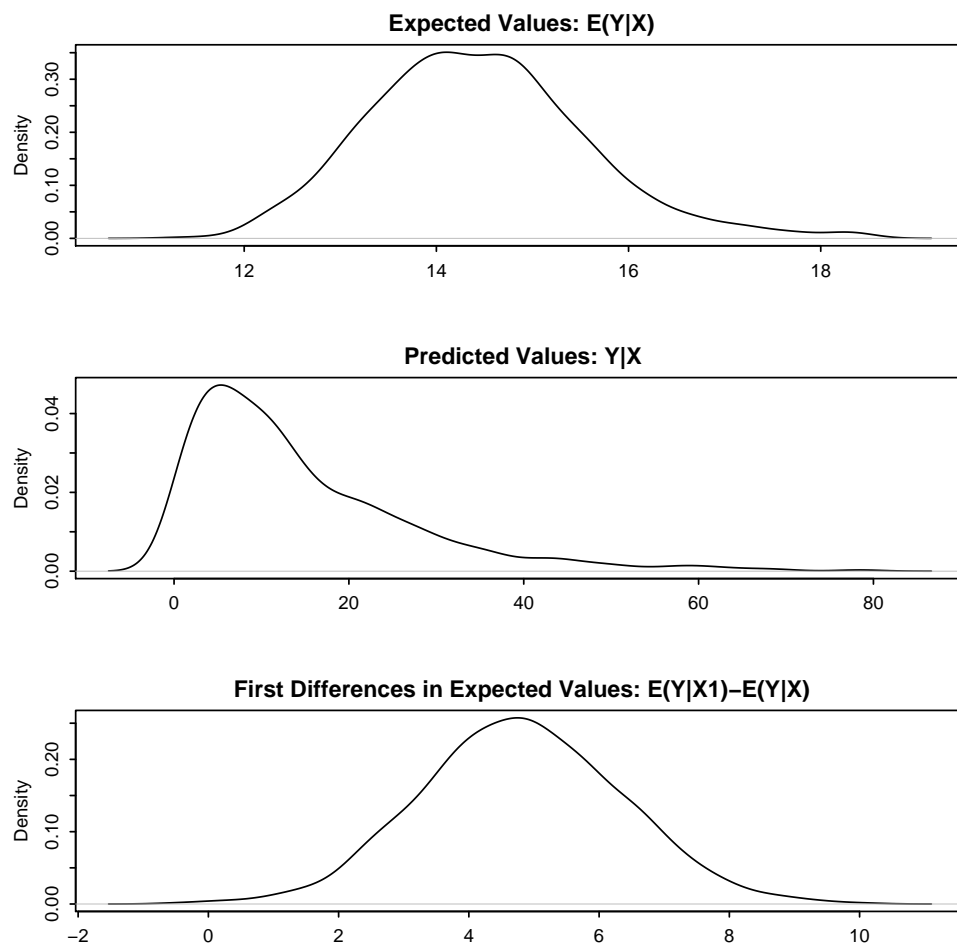 Expected Values: E(Y|X)
Density
0.00 0.10 0.20 0.30
12 14 16 18
Predicted Values: Y|X
Density
0.00 0.02 0.04
0 20 40 60 80
First Differences in Expected Values: E(Y|X1)−E(Y|X)
Density
0.00 0.10 0.20
−2 0 2 4 6 8 10